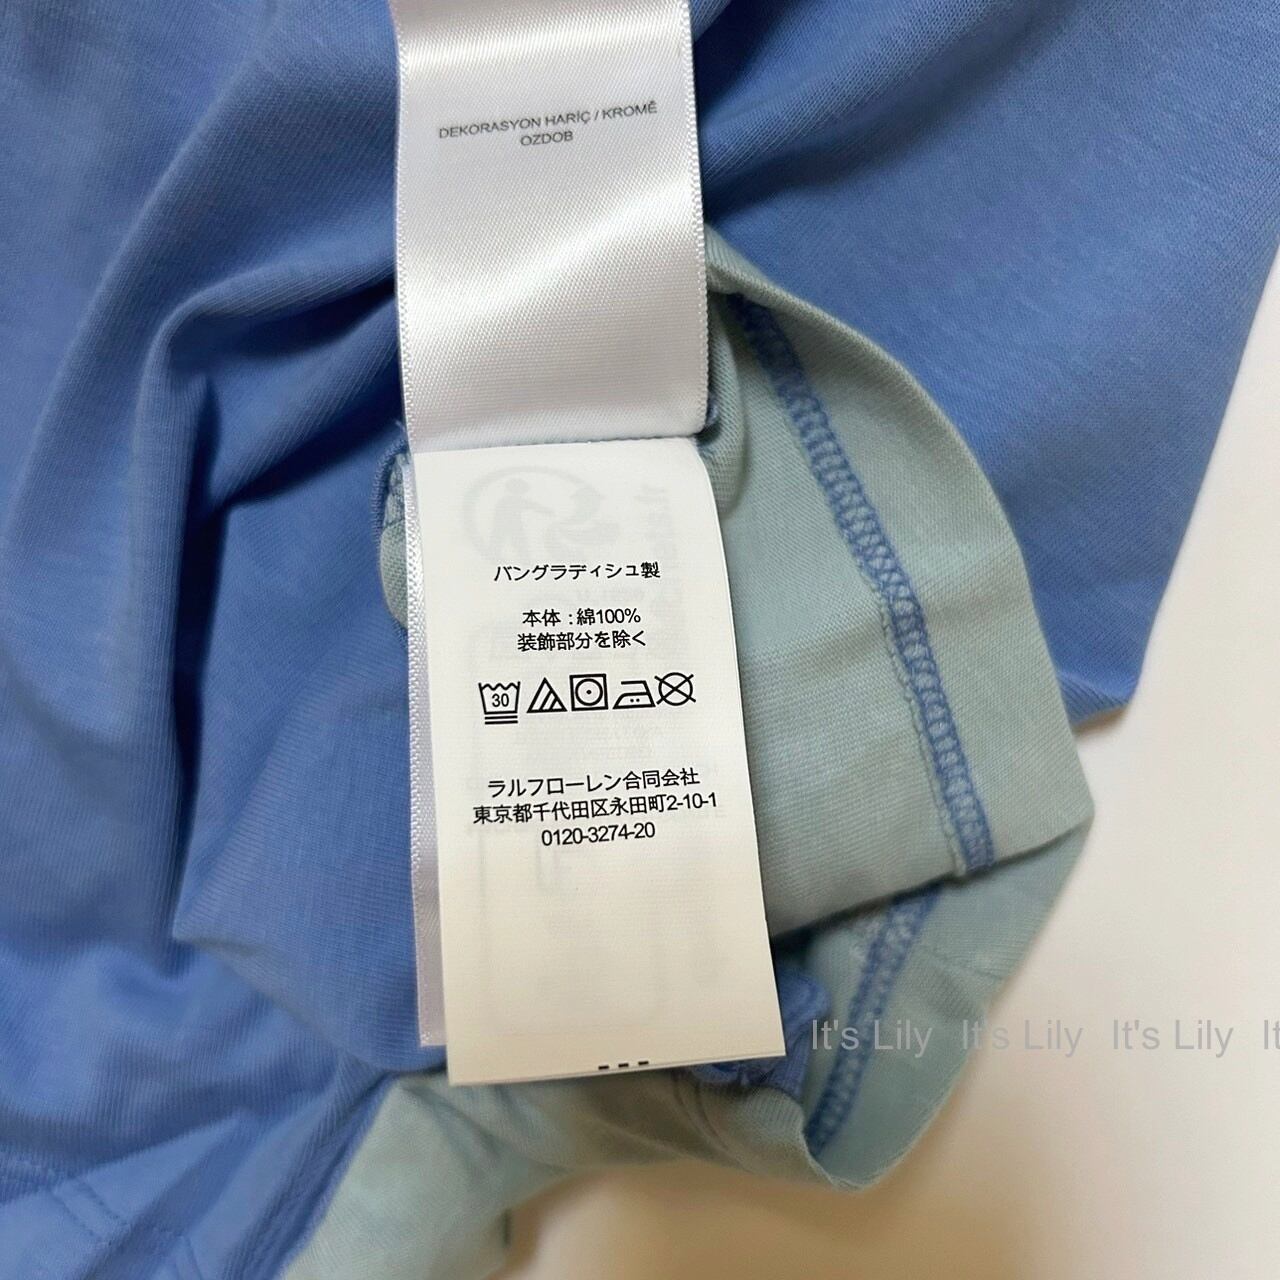 DEKORASYON HARİÇ / KROMĚ
OZDOB
バングラディシュ製
本体 : 綿100%
装飾部分を除く
30
ラルフローレン合同会社
東京都千代田区永田町2-10-1
0120-3274-20
It's Lily It's Lily It's Lily It